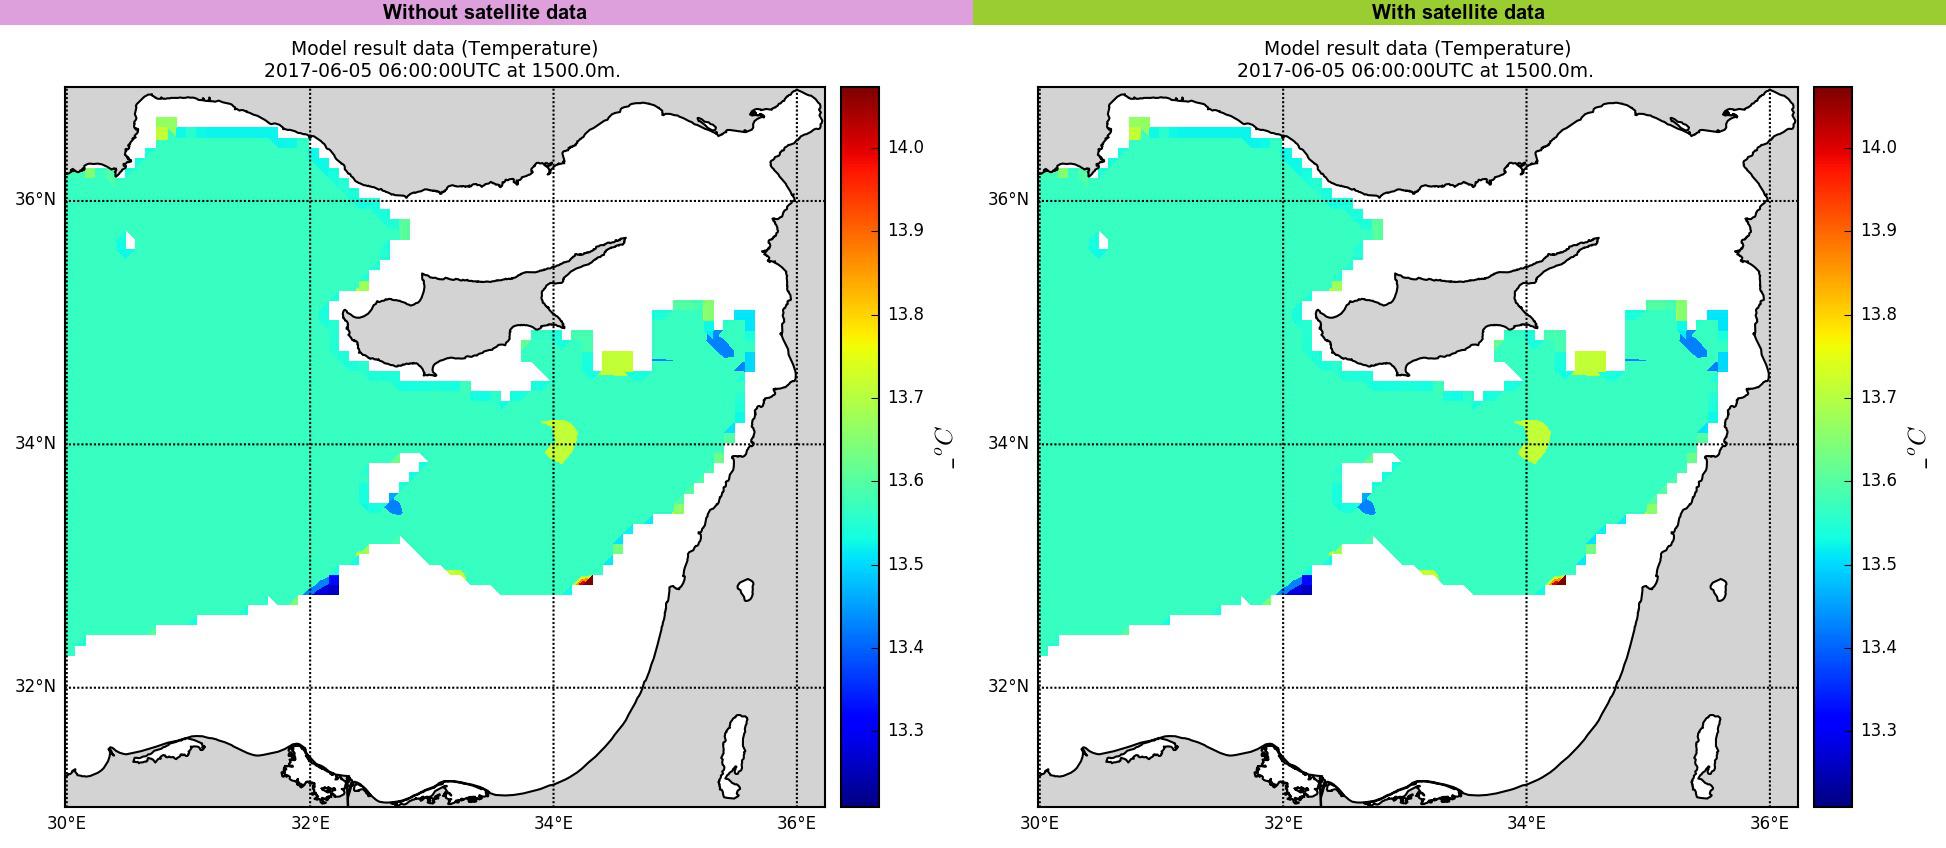 Without satellite data
With satellite data
Model result data (Temperature)
2017-06-05 06:00:00UTC at 1500.0m.
36°N
34°N
32°N
30°E
32°E
34°E
36°E
14.0
13.9
13.8
13.7
13.6
13.5
13.4
13.3
_ °C
Model result data (Temperature)
2017-06-05 06:00:00UTC at 1500.0m.
36°N
34°N
32°N
30°E
32°E
34°E
36°E
14.0
13.9
13.8
13.7
13.6
13.5
13.4
13.3
_ °C